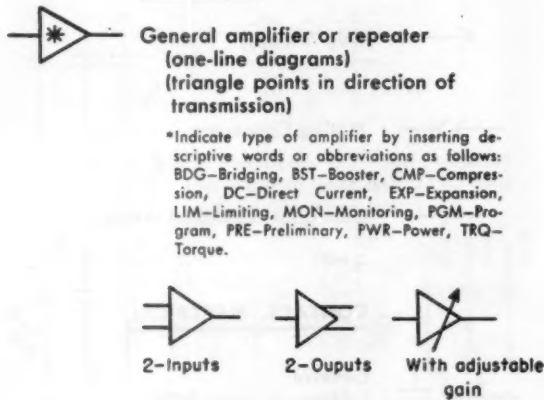 *
General amplifier or repeater
(one-line diagrams)
(triangle points in direction of
transmission)
*Indicate type of amplifier by inserting de-
scriptive words or abbreviations as follows:
BDG–Bridging, BST–Booster, CMP–Compres-
sion, DC–Direct Current, EXP–Expansion,
LIM–Limiting, MON–Monitoring, PGM–Pro-
gram, PRE–Preliminary, PWR–Power, TRQ–
Torque.
2-Inputs
2-Ouputs
With adjustable
gain